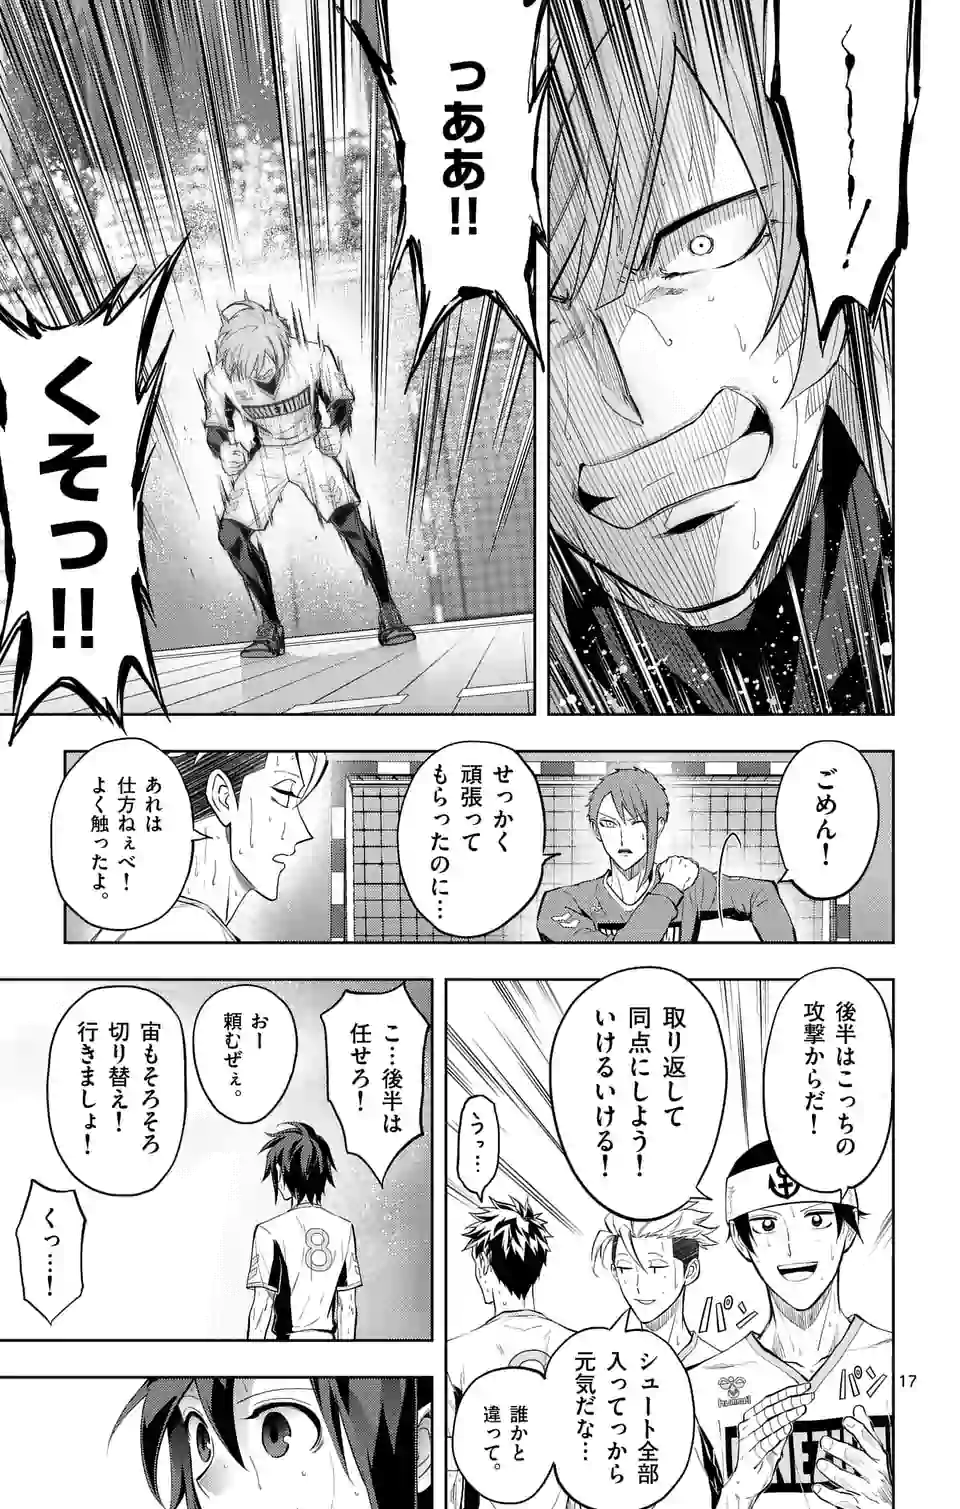 っああ!!
くそっ!!
ごめん!
せっかく
頑張って
もらったのに…
あれは
仕方ねぇべ!
よく触ったよ。
後半はこっちの
攻撃からだ!
取り返して
同点にしよう!
いけるいける!
うっ…
パン
パン
シュート全部
入ってっから
元気だな…
誰かと
違って。
hummel
こ…後半は
任せろ!
おー
頼むぜぇ。
宙もそろそろ
切り替え!
行きましょ!
くっ…!
8
17